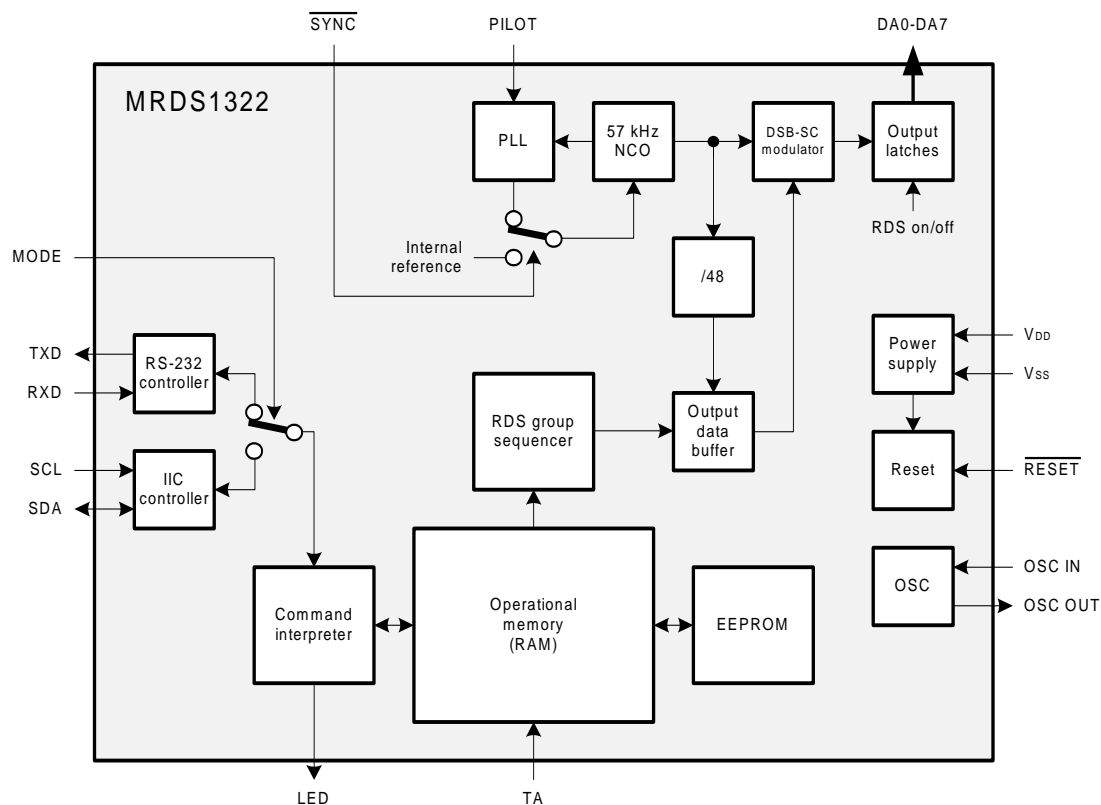 SYNC
PILOT
DA0-DA7
MRDS1322
PLL
57 kHz
NCO
DSB-SC
modulator
Output
latches
RDS on/off
MODE
Internal
reference
/48
TXD
RXD
RS-232
controller
Power
supply
VDD
VSS
RDS group
sequencer
Output
data
buffer
SCL
SDA
IIC
controller
Reset
RESET
Command
interpreter
Operational
memory
(RAM)
EEPROM
OSC
OSC IN
OSC OUT
LED
TA